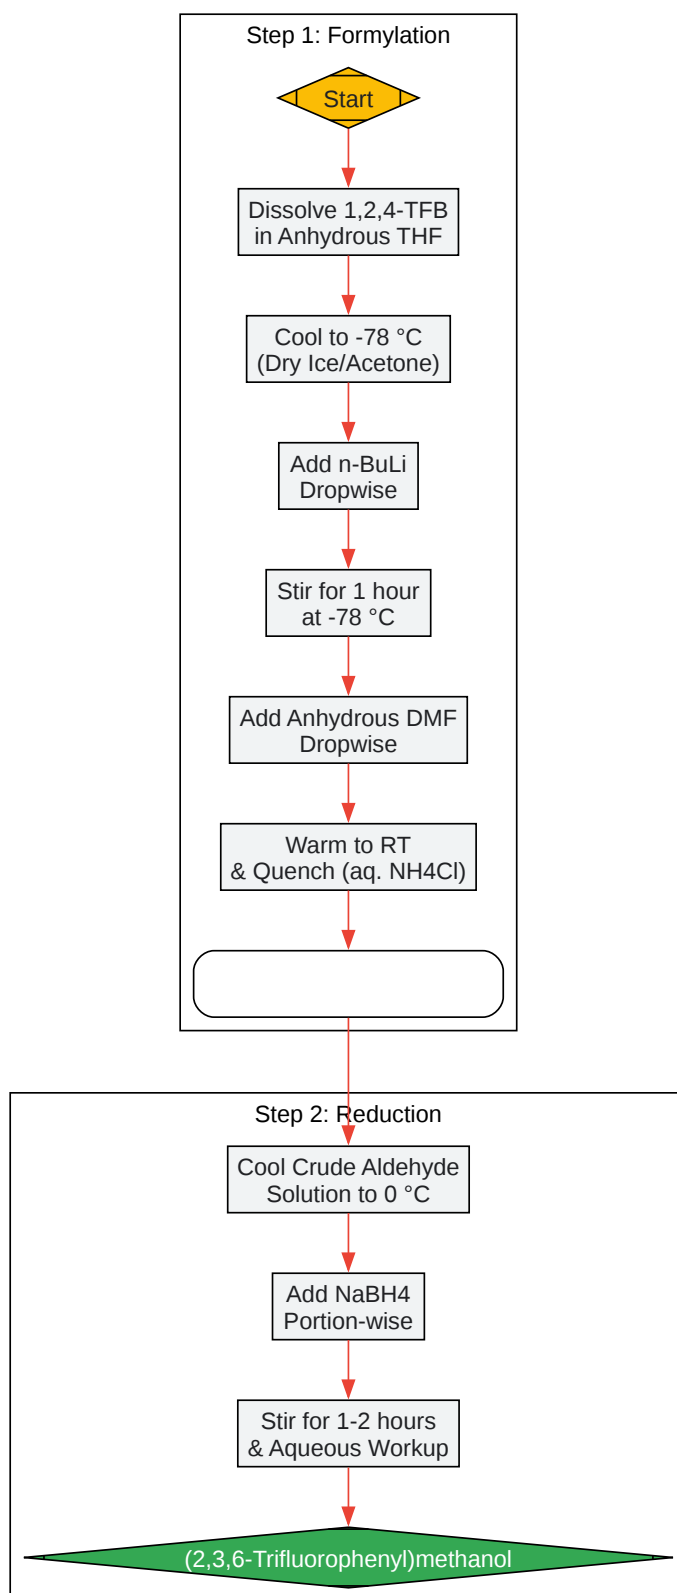 Step 1: Formylation
Start
Dissolve 1,2,4-TFB
in Anhydrous THF
Cool to -78 °C
(Dry Ice/Acetone)
Add n-BuLi
Dropwise
Stir for 1 hour
at -78 °C
Add Anhydrous DMF
Dropwise
Warm to RT
& Quench (aq. NH4Cl)
Step 2: Reduction
Cool Crude Aldehyde
Solution to 0 °C
Add NaBH4
Portion-wise
Stir for 1-2 hours
& Aqueous Workup
(2,3,6-Trifluorophenyl)methanol